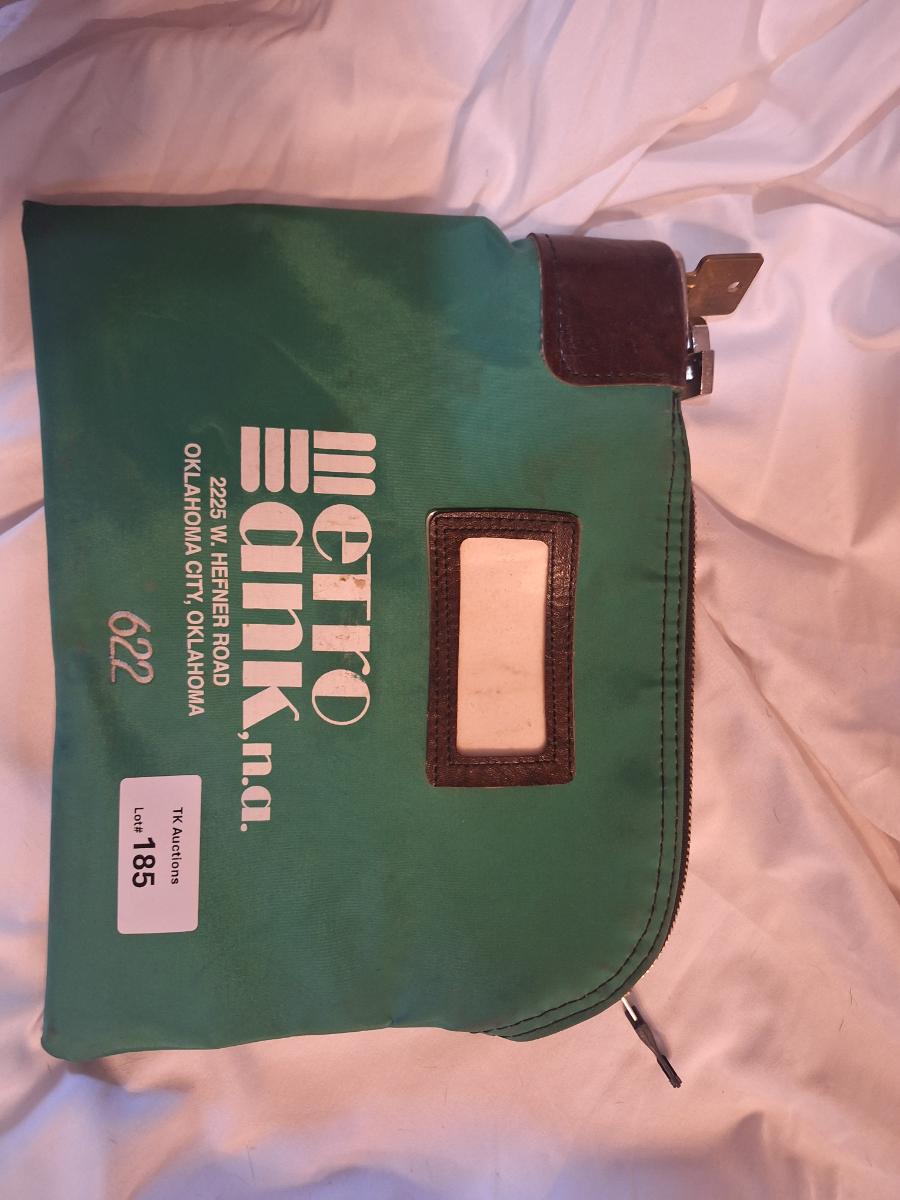 metro
Bank, n.a.
2225 W. HEFNER ROAD
OKLAHOMA CITY, OKLAHOMA
622
TK Auctions
Lot# 185